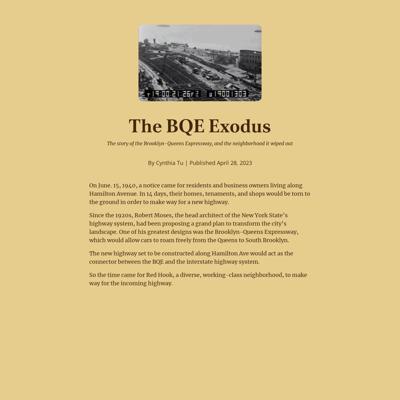 19:00:21:26 2 19001303
The BQE Exodus
The story of the Brooklyn-Queens Expressway, and the neighborhood it wiped out
By Cynthia Tu | Published April 28, 2023
On June. 15, 1940, a notice came for residents and business owners living along
Hamilton Avenue. In 14 days, their homes, tenaments, and shops would be torn to
the ground in order to make way for a new highway.
Since the 1920s, Robert Moses, the head architect of the New York State's
highway system, had been proposing a grand plan to transform the city's
landscape. One of his greatest designs was the Brooklyn-Queens Expressway,
which would allow cars to roam freely from the Queens to South Brooklyn.
The new highway set to be constructed along Hamilton Ave would act as the
connector between the BQE and the interstate highway system.
So the time came for Red Hook, a diverse, working-class neighborhood, to make
way for the incoming highway.